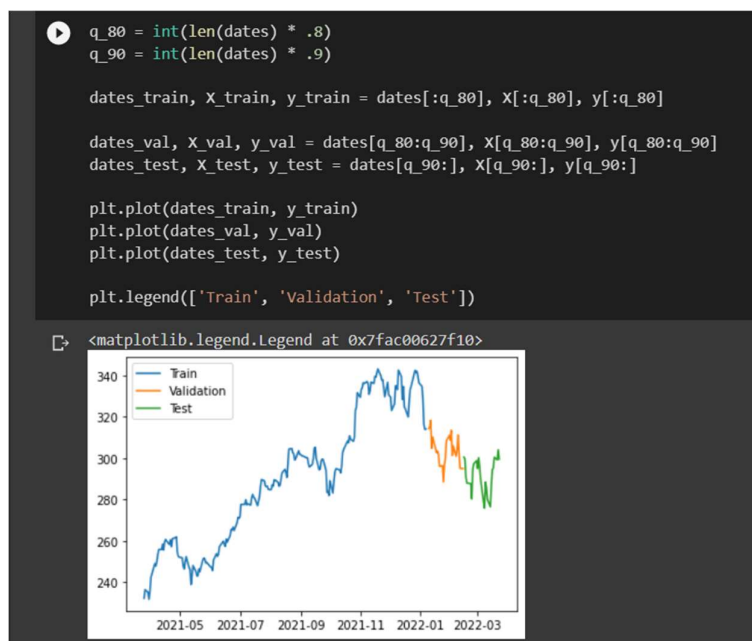 q_80 = int(len(dates) * .8)
q_90 = int(len(dates) * .9)
dates_train, X_train, y_train = dates[:q_80], X[:q_80], y[:q_80]
dates_val, X_val, y_val = dates[q_80:q_90], X[q_80:q_90], y[q_80:q_90]
dates_test, X_test, y_test = dates[q_90:], X[q_90:], y[q_90:]
plt.plot(dates_train, y_train)
plt.plot(dates_val, y_val)
plt.plot(dates_test, y_test)
plt.legend(['Train', 'Validation', 'Test'])
<matplotlib.legend.Legend at 0x7fac00627f10>
Train
Validation
Test
340
320
300
280
260
240
2021-05 2021-07 2021-09 2021-11 2022-01 2022-03